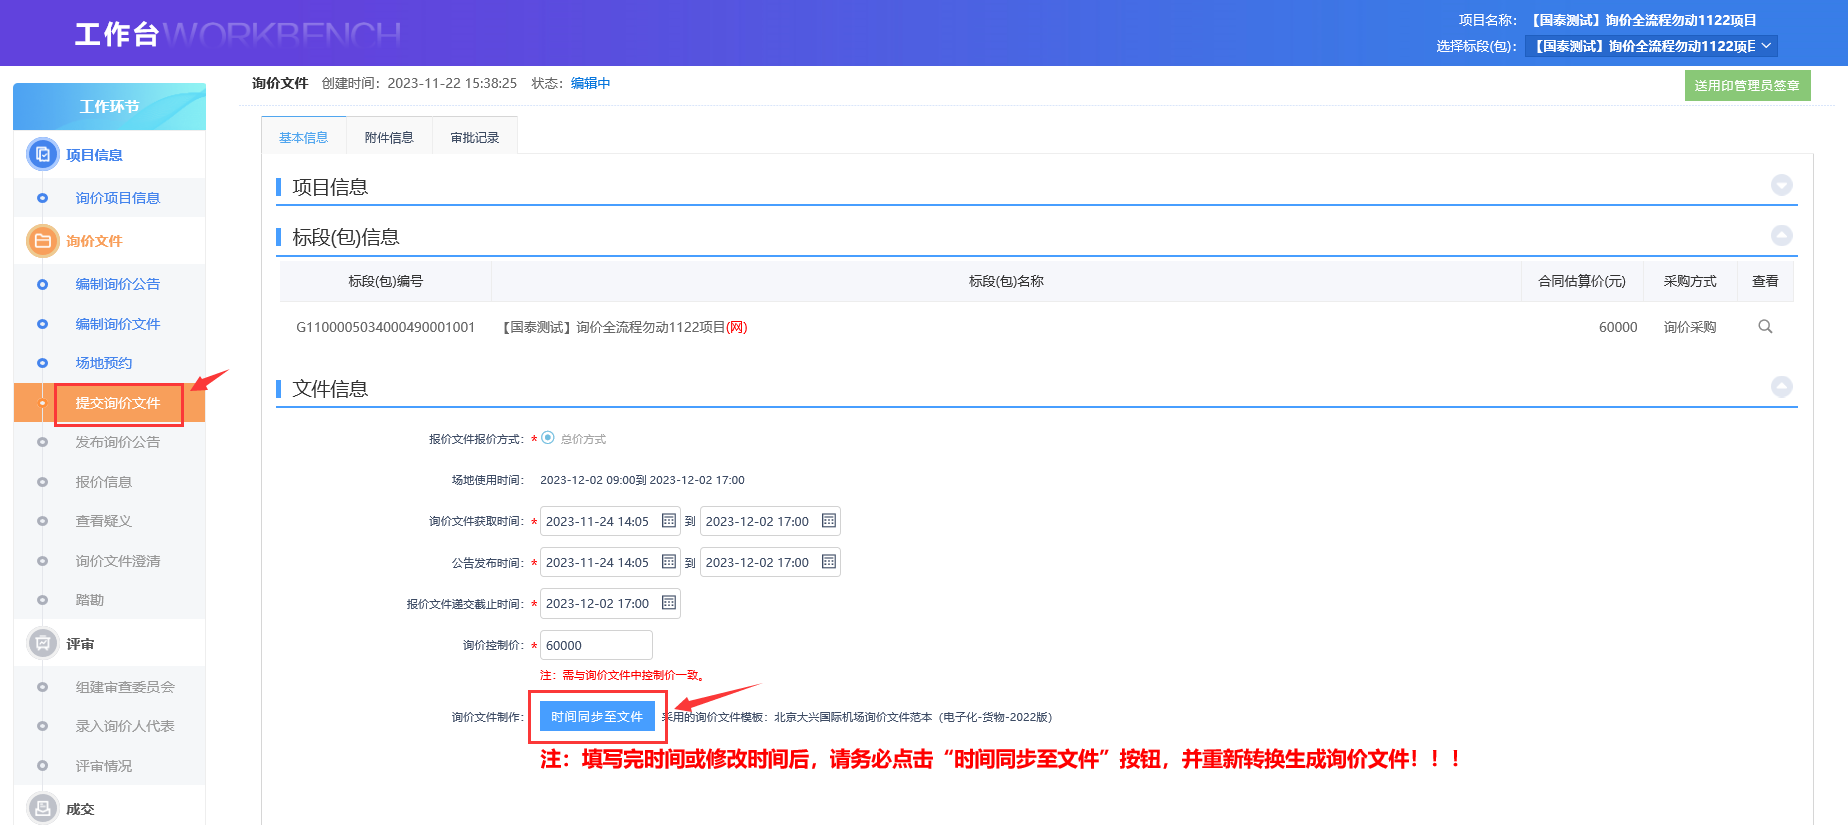 工作台WORKBENCH
项目名称：【国泰测试】询价全流程勿动1122项目
选择标段(包)：【国泰测试】询价全流程勿动1122项目
询价文件 创建时间：2023-11-22 15:38:25 状态：编辑中
送用印管理员签章
工作环节
项目信息
询价项目信息
询价文件
编制询价公告
编制询价文件
场地预约
提交询价文件
发布询价公告
报价信息
查看疑义
询价文件澄清
踏勘
评审
组建审查委员会
录入询价人代表
评审情况
成交
基本信息 附件信息 审批记录
项目信息
标段(包)信息
标段(包)编号 标段(包)名称 合同估算价(元) 采购方式 查看
G1100005034000490001001 【国泰测试】询价全流程勿动1122项目(网) 60000 询价采购
文件信息
报价文件报价方式：* 总价方式
场地使用时间： 2023-12-02 09:00到 2023-12-02 17:00
询价文件获取时间：* 2023-11-24 14:05 到 2023-12-02 17:00
公告发布时间：* 2023-11-24 14:05 到 2023-12-02 17:00
报价文件递交截止时间：* 2023-12-02 17:00
询价控制价：* 60000
注：需与询价文件中控制价一致。
询价文件制作： 时间同步至文件 采用的询价文件模板：北京大兴国际机场询价文件范本（电子化-货物-2022版）
注：填写完时间或修改时间后，请务必点击“时间同步至文件”按钮，并重新转换生成询价文件！！！